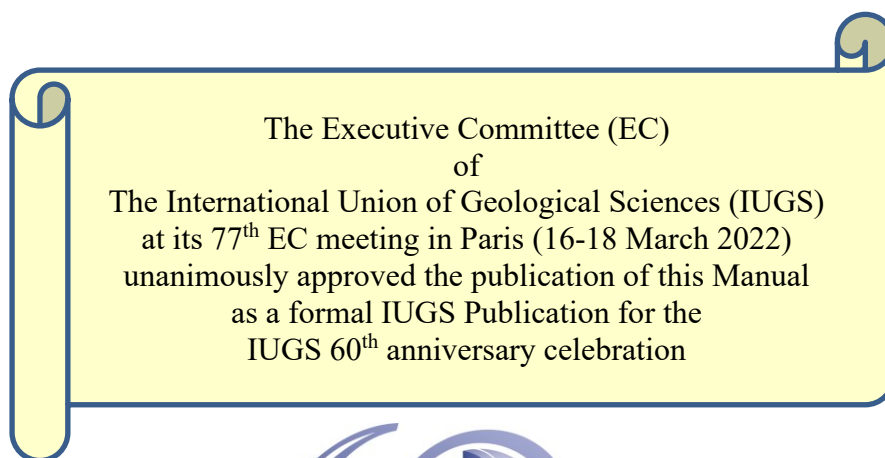 The Executive Committee (EC)
of
The International Union of Geological Sciences (IUGS)
at its 77th EC meeting in Paris (16-18 March 2022)
unanimously approved the publication of this Manual
as a formal IUGS Publication for the
IUGS 60th anniversary celebration